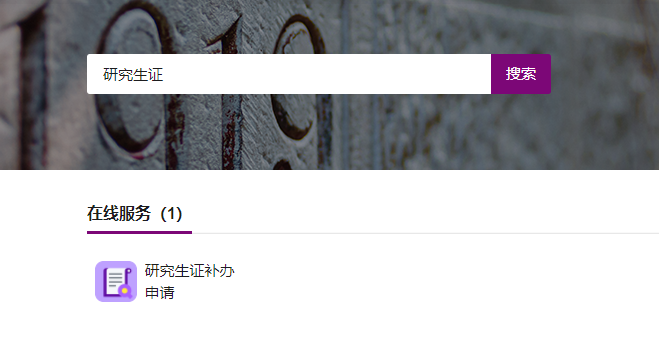 研究生证
搜索
在线服务（1）
研究生证补办
申请